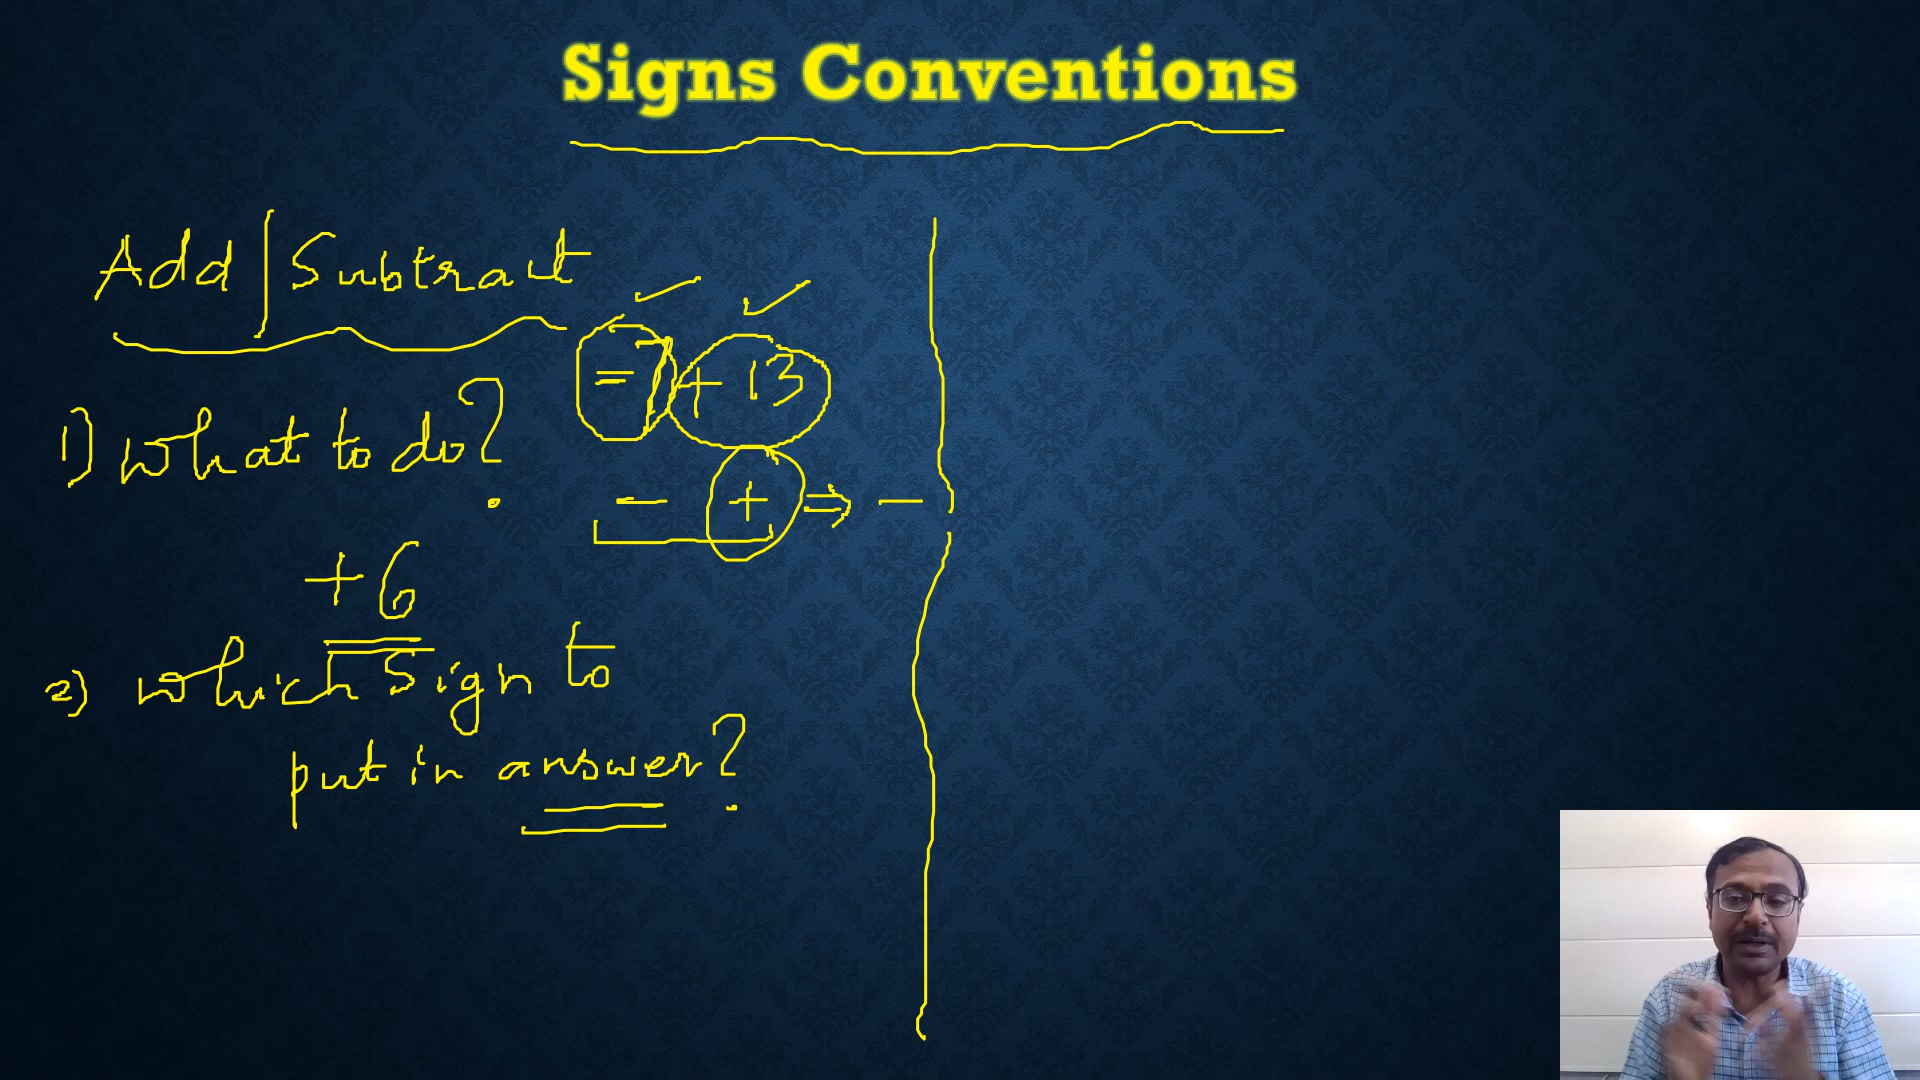 Signs Conventions
Add | Subtract
= 7 + 13
1) What to do?
- + ⇒ -
+6
2) Which Sign to
put in answer?